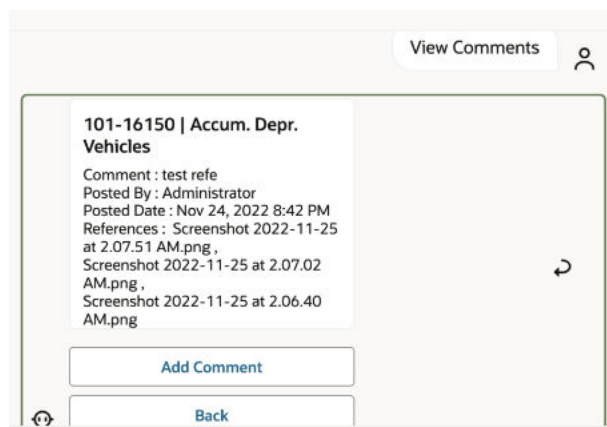 View Comments
101-16150 | Accum. Depr.
Vehicles
Comment : test refe
Posted By : Administrator
Posted Date : Nov 24, 2022 8:42 PM
References :  Screenshot 2022-11-25
at 2.07.51 AM.png ,
Screenshot 2022-11-25 at 2.07.02
AM.png ,
Screenshot 2022-11-25 at 2.06.40
AM.png
Add Comment
Back